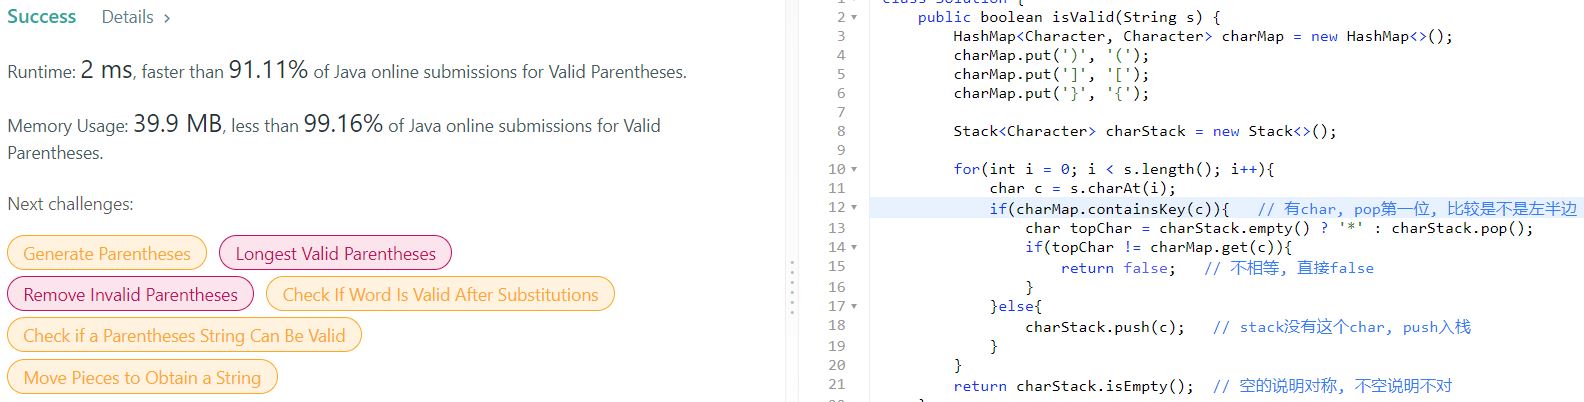 Success Details >
Runtime: 2 ms, faster than 91.11% of Java online submissions for Valid Parentheses.
Memory Usage: 39.9 MB, less than 99.16% of Java online submissions for Valid
Parentheses.
Next challenges:
Generate Parentheses
Longest Valid Parentheses
Remove Invalid Parentheses
Check If Word Is Valid After Substitutions
Check if a Parentheses String Can Be Valid
Move Pieces to Obtain a String
2 public boolean isValid(String s) {
3 HashMap<Character, Character> charMap = new HashMap<>();
4 charMap.put(')', '(');
5 charMap.put(']', '[');
6 charMap.put('}', '{');
7
8 Stack<Character> charStack = new Stack<>();
9
10 for(int i = 0; i < s.length(); i++){
11 char c = s.charAt(i);
12 if(charMap.containsKey(c)){ // 有char, pop第一位, 比较是不是左半边
13 char topChar = charStack.empty() ? '*' : charStack.pop();
14 if(topChar != charMap.get(c)){
15 return false; // 不相等, 直接false
16 }
17 }else{
18 charStack.push(c); // stack没有这个char, push入栈
19 }
20 }
21 return charStack.isEmpty(); // 空的说明对称, 不空说明不对